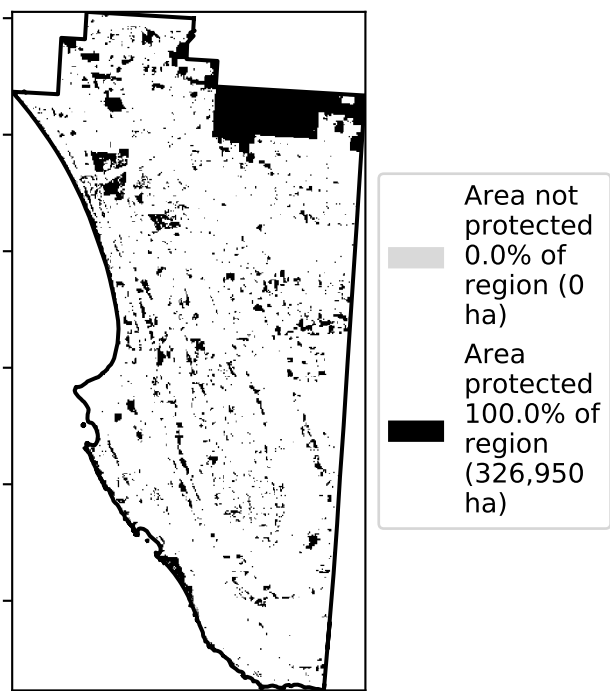 Area not
protected
0.0% of
region (0
ha)
Area
protected
100.0% of
region
(326,950
ha)